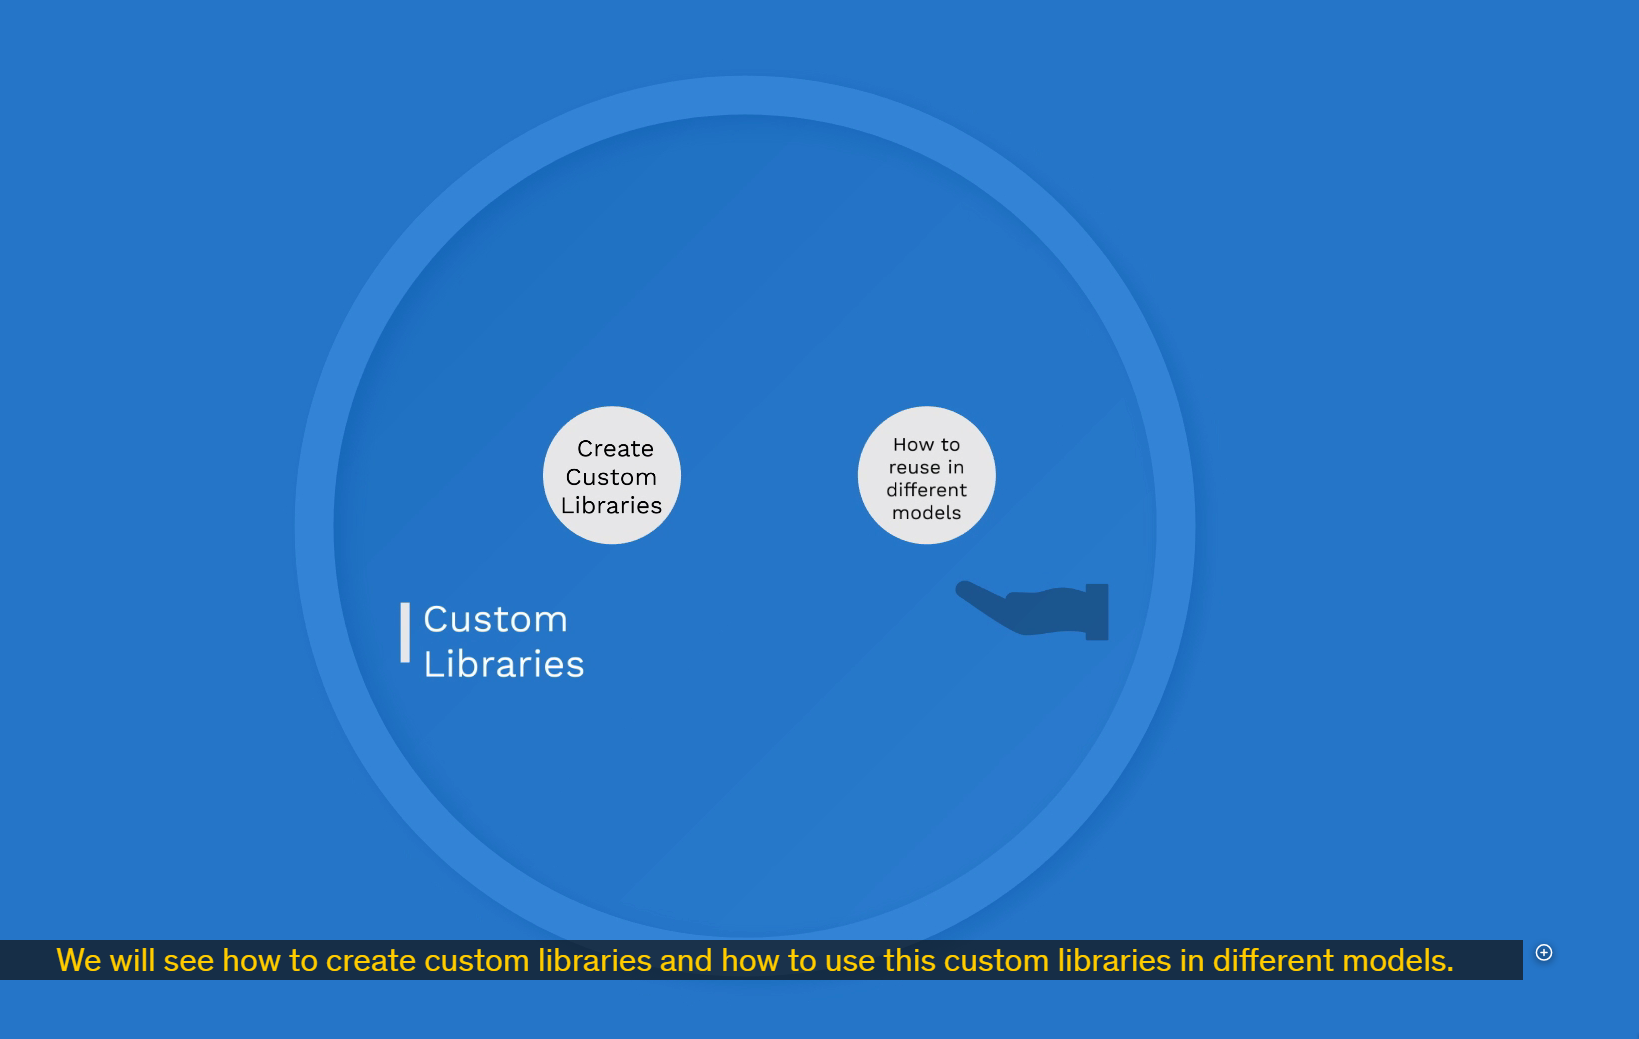 Create
Custom
Libraries
How to
reuse in
different
models
Custom
Libraries
We will see how to create custom libraries and how to use this custom libraries in different models.